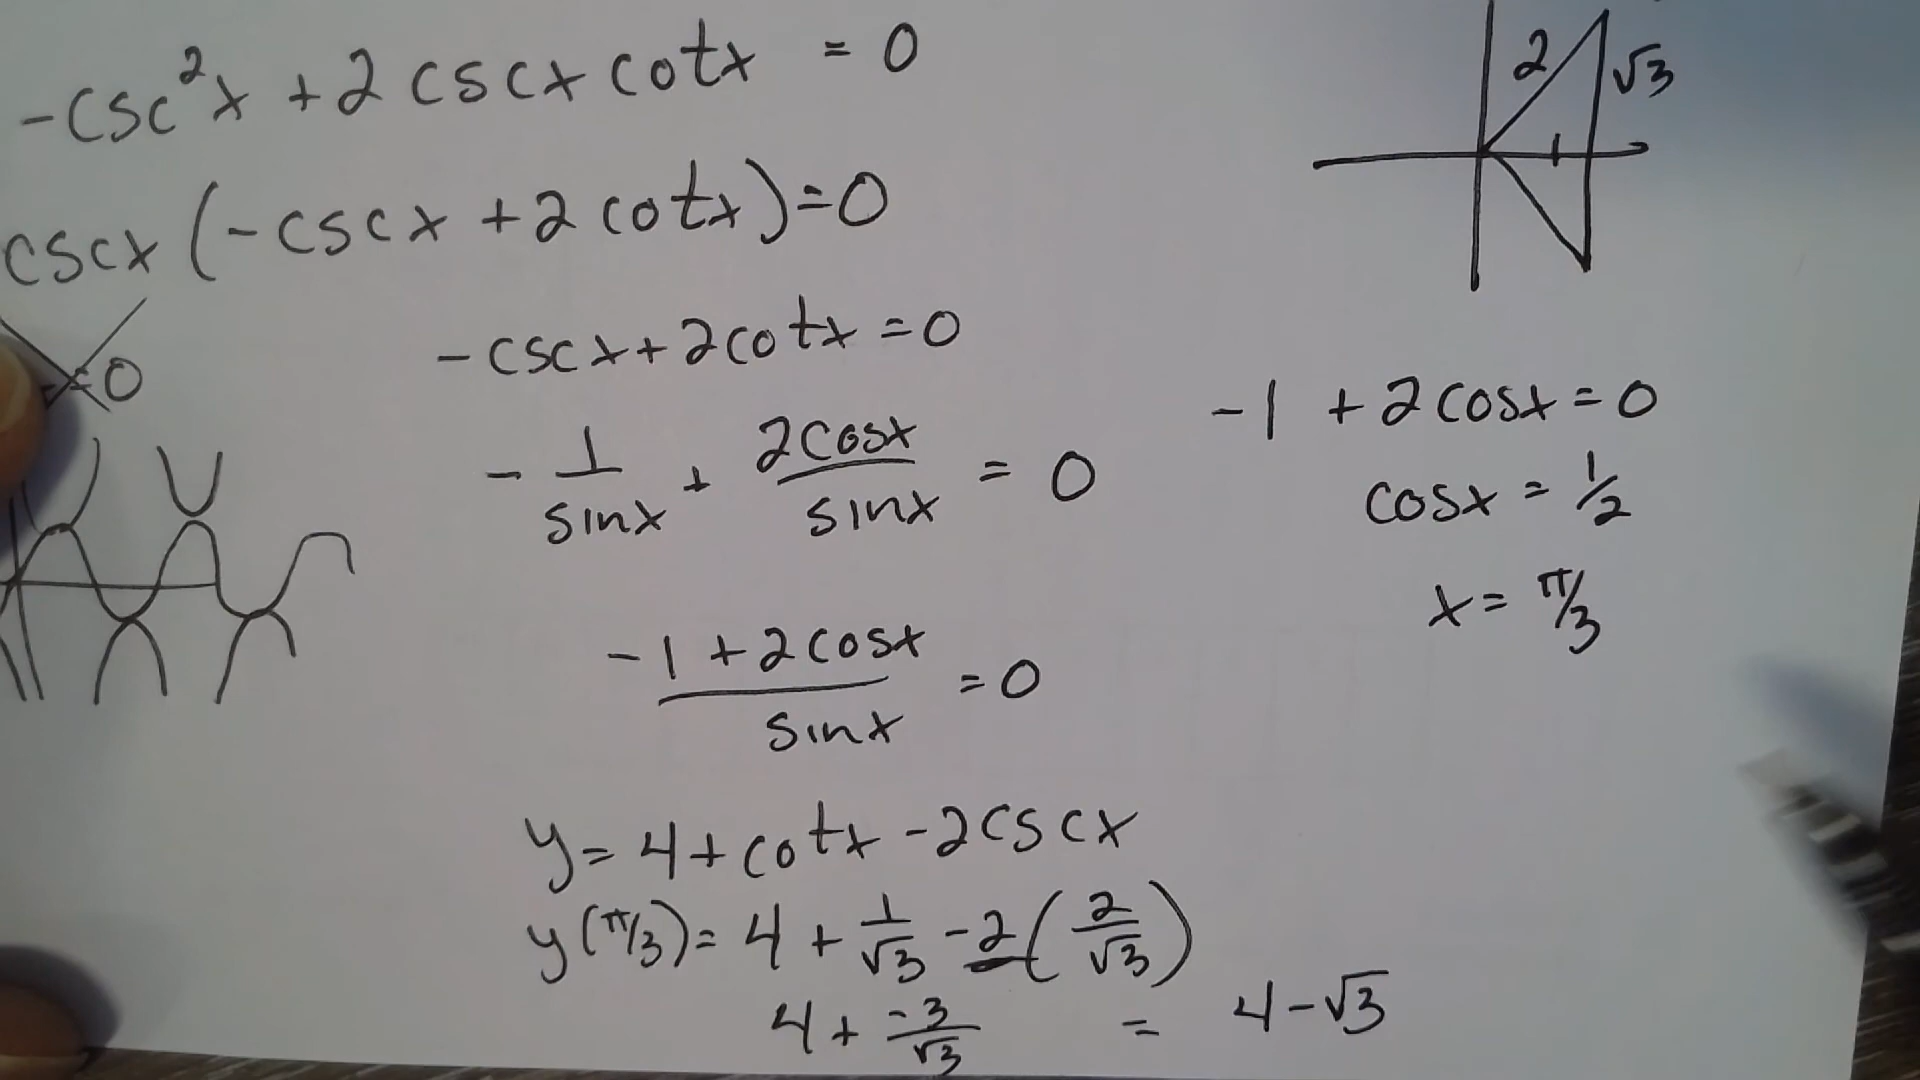 -csc²x + 2 cscx cotx = 0
cscx (-cscx + 2 cotx) = 0
= 0
-cscx + 2cotx = 0
- 1/sinx + 2cosx/sinx = 0
(-1 + 2cosx)/sinx = 0
y = 4 + cotx - 2cscx
y(π/3) = 4 + 1/√3 - 2(2/√3)
4 + -3/√3 = 4 - √3
2 √3
-1 + 2cosx = 0
cosx = 1/2
x = π/3